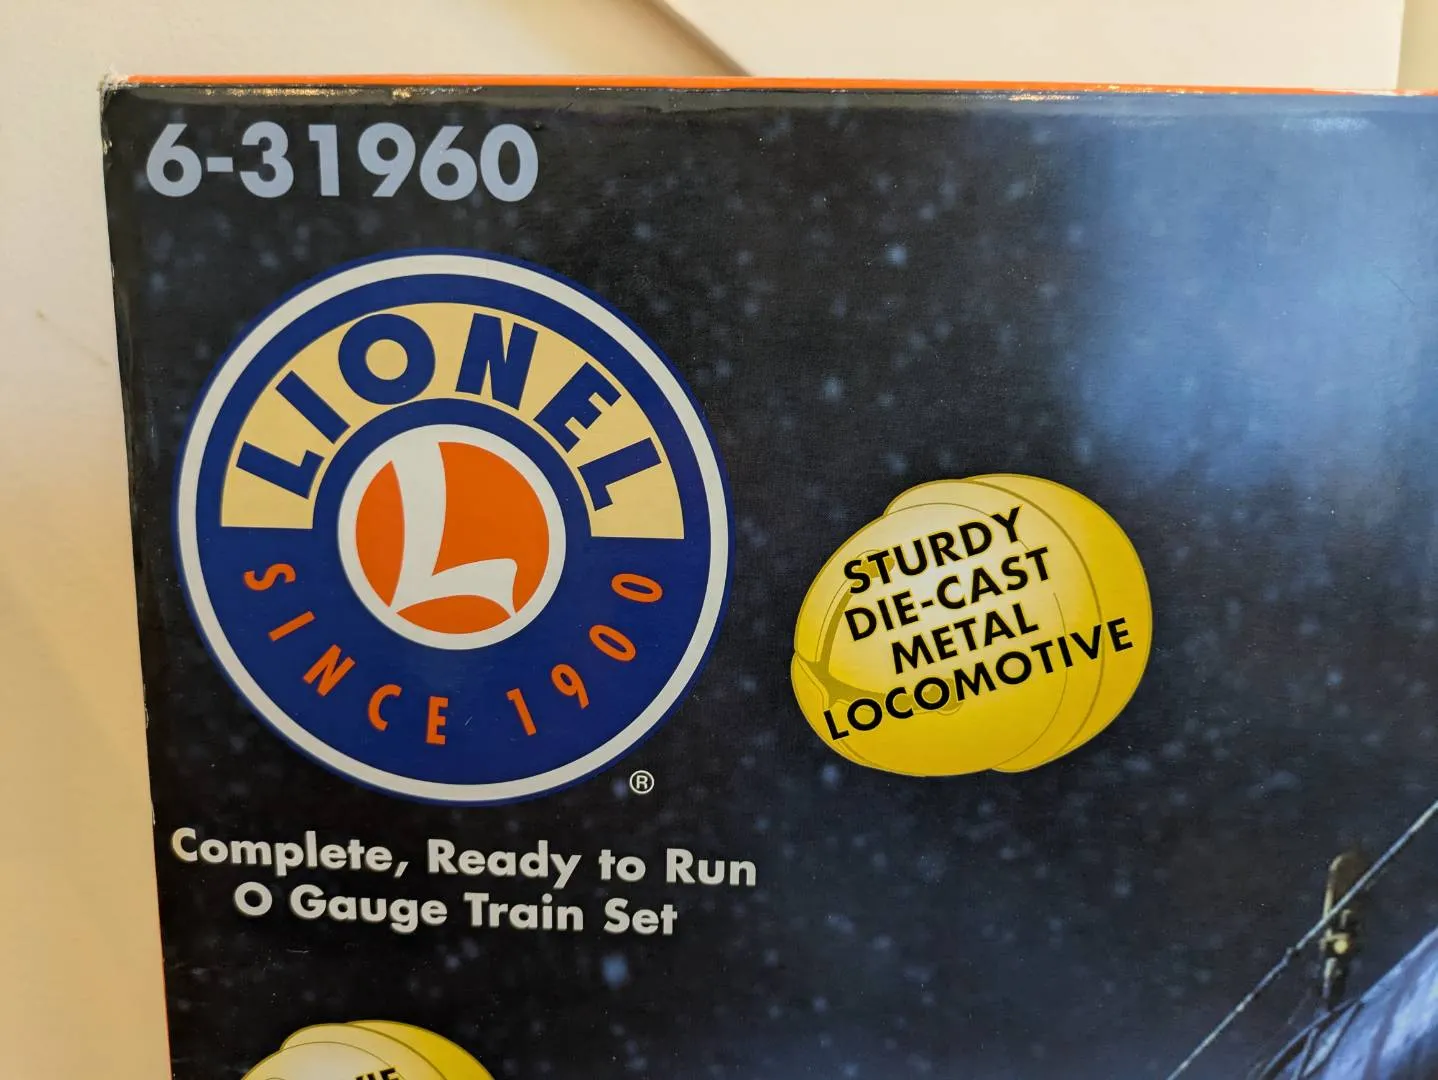 6-31960
LIONEL
L
SINCE 1900
®
STURDY
DIE-CAST
METAL
LOCOMOTIVE
Complete, Ready to Run
O Gauge Train Set